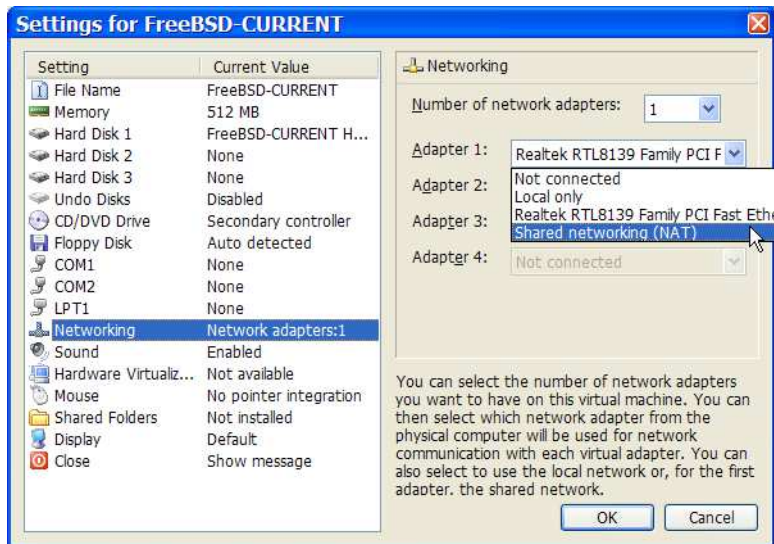 Settings for FreeBSD-CURRENT
Setting Current Value
File Name FreeBSD-CURRENT
Memory 512 MB
Hard Disk 1 FreeBSD-CURRENT H...
Hard Disk 2 None
Hard Disk 3 None
Undo Disks Disabled
CD/DVD Drive Secondary controller
Floppy Disk Auto detected
COM1 None
COM2 None
LPT1 None
Networking Network adapters:1
Sound Enabled
Hardware Virtualiz... Not available
Mouse No pointer integration
Shared Folders Not installed
Display Default
Close Show message
Networking
Number of network adapters: 1
Adapter 1: Realtek RTL8139 Family PCI F
Not connected
Adapter 2:
Local only
Realtek RTL8139 Family PCI Fast Ethe
Adapter 3:
Shared networking (NAT)
Adapter 4: Not connected
You can select the number of network adapters
you want to have on this virtual machine. You can
then select which network adapter from the
physical computer will be used for network
communication with each virtual adapter. You can
also select to use the local network or, for the first
adapter, the shared network.
OK Cancel